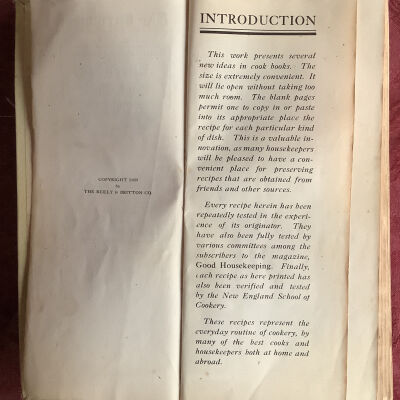 COPYRIGHT 1909
by
THE REILLY & BRITTON CO.
INTRODUCTION
This work presents several
new ideas in cook books. The
size is extremely convenient. It
will lie open without taking too
much room. The blank pages
permit one to copy in or paste
into its appropriate place the
recipe for each particular kind
of dish. This is a valuable in-
novation, as many housekeepers
will be pleased to have a con-
venient place for preserving
recipes that are obtained from
friends and other sources.
Every recipe herein has been
repeatedly tested in the experi-
ence of its originator. They
have also been fully tested by
various committees among the
subscribers to the magazine,
Good Housekeeping. Finally,
each recipe as here printed has
also been verified and tested
by the New England School of
Cookery.
These recipes represent the
everyday routine of cookery, by
many of the best cooks and
housekeepers both at home and
abroad.